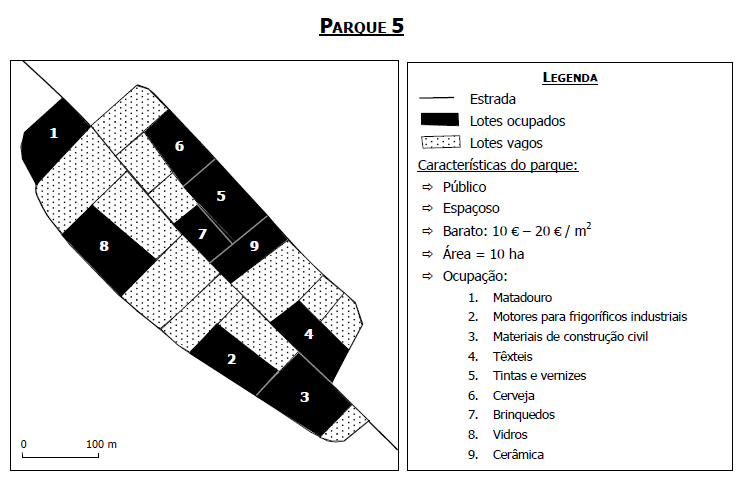 PARQUE 5
1
6
5
7
9
8
4
2
3
0 100 m
LEGENDA
Estrada
Lotes ocupados
Lotes vagos
Características do parque:
⇨ Público
⇨ Espaçoso
⇨ Barato: 10 € – 20 € / m²
⇨ Área = 10 ha
⇨ Ocupação:
1. Matadouro
2. Motores para frigoríficos industriais
3. Materiais de construção civil
4. Têxteis
5. Tintas e vernizes
6. Cerveja
7. Brinquedos
8. Vidros
9. Cerâmica